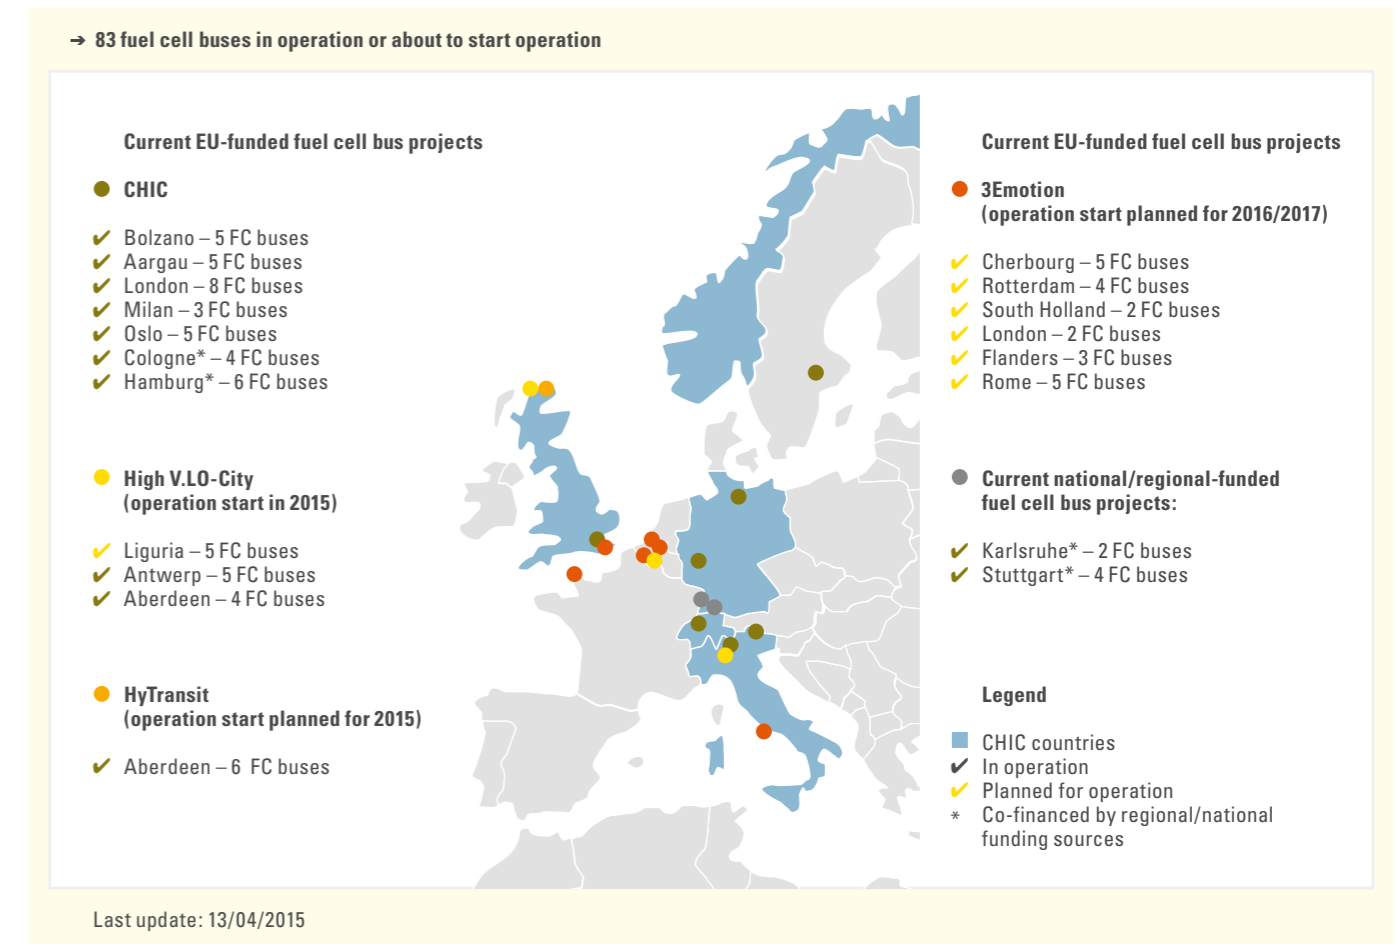 ➔ 83 fuel cell buses in operation or about to start operation
Current EU-funded fuel cell bus projects
CHIC
✔ Bolzano – 5 FC buses
✔ Aargau – 5 FC buses
✔ London – 8 FC buses
✔ Milan – 3 FC buses
✔ Oslo – 5 FC buses
✔ Cologne* – 4 FC buses
✔ Hamburg* – 6 FC buses
High V.LO-City
(operation start in 2015)
✔ Liguria – 5 FC buses
✔ Antwerp – 5 FC buses
✔ Aberdeen – 4 FC buses
HyTransit
(operation start planned for 2015)
✔ Aberdeen – 6 FC buses
Current EU-funded fuel cell bus projects
3Emotion
(operation start planned for 2016/2017)
✔ Cherbourg – 5 FC buses
✔ Rotterdam – 4 FC buses
✔ South Holland – 2 FC buses
✔ London – 2 FC buses
✔ Flanders – 3 FC buses
✔ Rome – 5 FC buses
Current national/regional-funded
fuel cell bus projects:
✔ Karlsruhe* – 2 FC buses
✔ Stuttgart* – 4 FC buses
Legend
CHIC countries
✔ In operation
✔ Planned for operation
* Co-financed by regional/national
funding sources
Last update: 13/04/2015